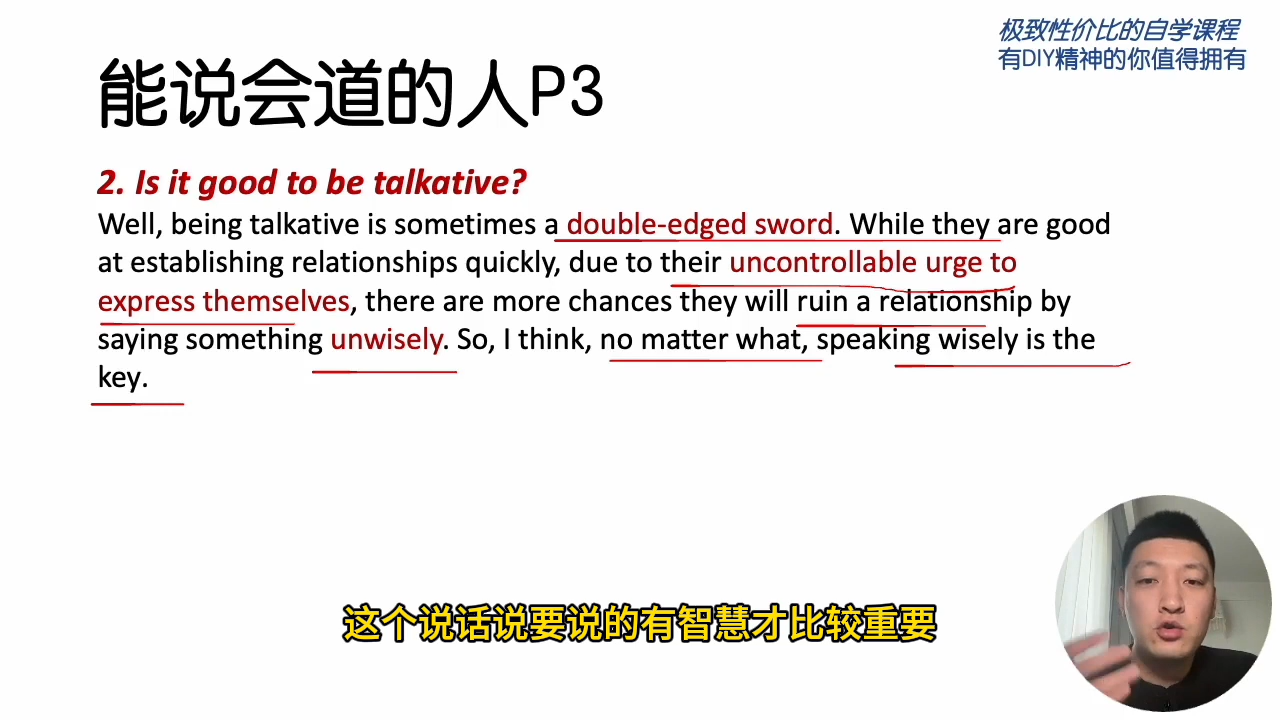 极致性价比的自学课程
有DIY精神的你值得拥有
能说会道的人P3
2. Is it good to be talkative?
Well, being talkative is sometimes a double-edged sword. While they are good
at establishing relationships quickly, due to their uncontrollable urge to
express themselves, there are more chances they will ruin a relationship by
saying something unwisely. So, I think, no matter what, speaking wisely is the
key.
这个说话说要说的有智慧才比较重要